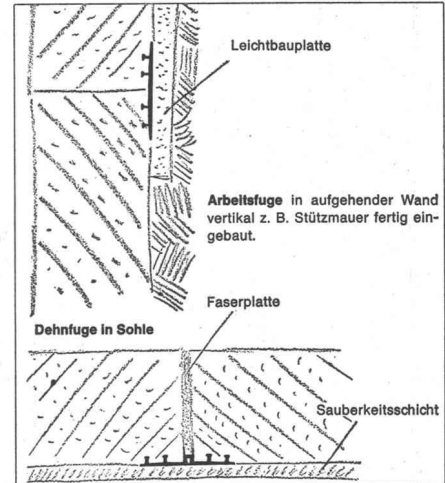 Leichtbauplatte
Arbeitsfuge in aufgehender Wand
vertikal z. B. Stützmauer fertig ein-
gebaut.
Faserplatte
Dehnfuge in Sohle
Sauberkeitsschicht